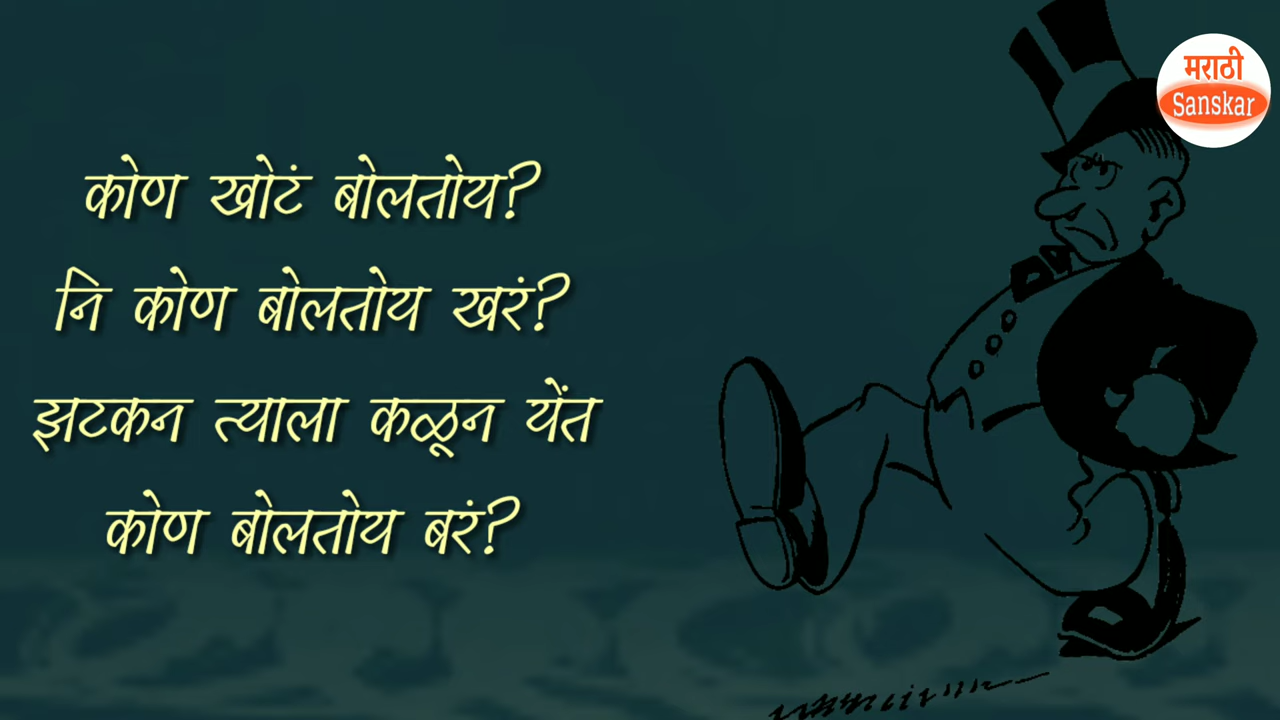 कोण खोटं बोलतोय?
नि कोण बोलतोय खरं?
झटकन त्याला कळून येंत
कोण बोलतोय बरं?
मराठी
Sanskar